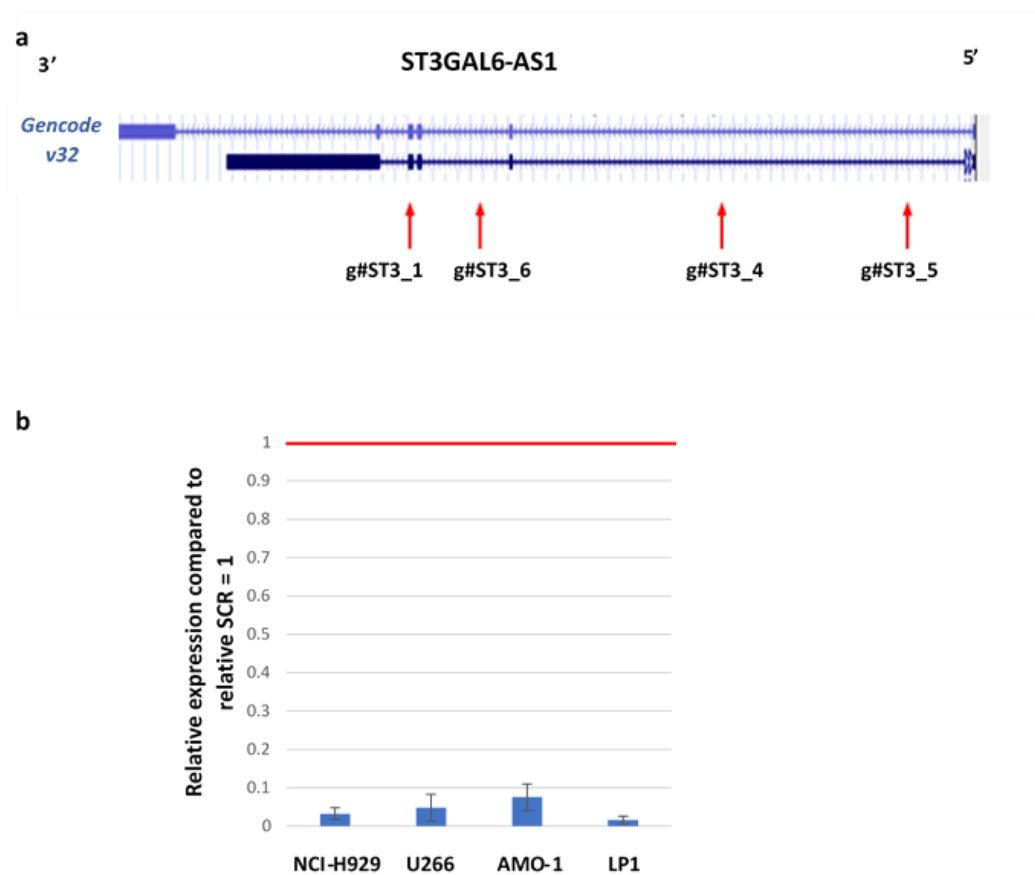 a
3’ ST3GAL6-AS1 5’
Gencode
v32
g#ST3_1 g#ST3_6 g#ST3_4 g#ST3_5
b
Relative expression compared to
relative SCR = 1
1
0.9
0.8
0.7
0.6
0.5
0.4
0.3
0.2
0.1
0
NCI-H929 U266 AMO-1 LP1